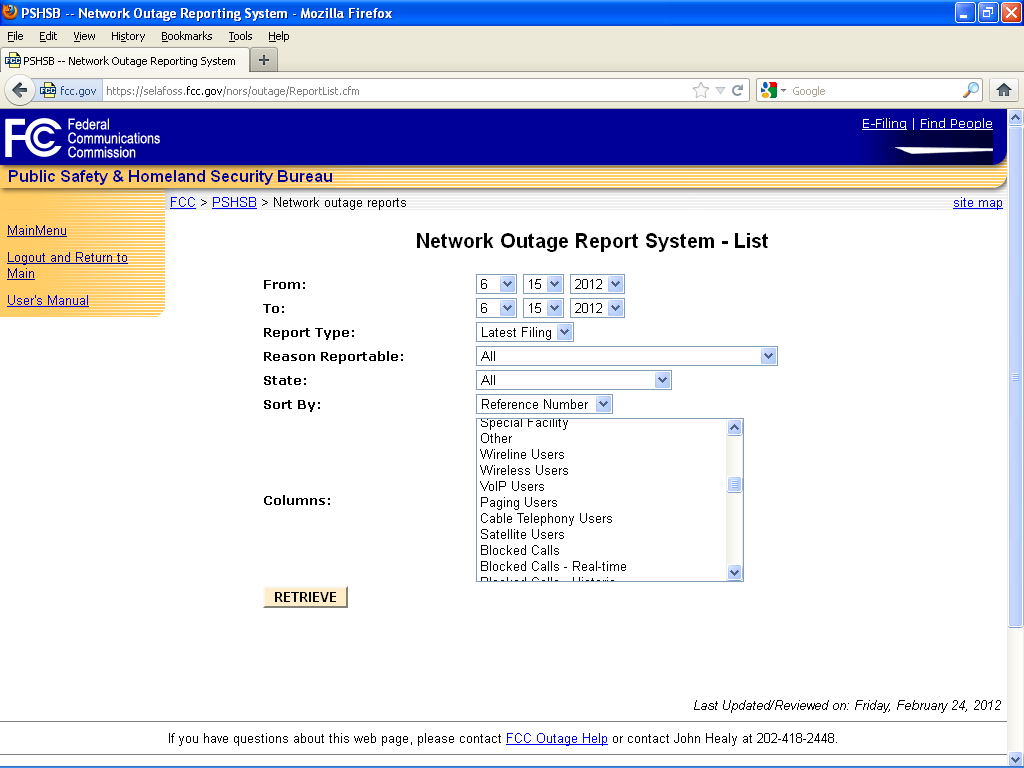 PSHSB -- Network Outage Reporting System - Mozilla Firefox
File Edit View History Bookmarks Tools Help
FCC PSHSB -- Network Outage Reporting System +
FCC fcc.gov https://selafoss.fcc.gov/nors/outage/ReportList.cfm Google
FCC Federal Communications Commission
E-Filing | Find People
Public Safety & Homeland Security Bureau
FCC > PSHSB > Network outage reports site map
MainMenu
Logout and Return to
Main
User's Manual
Network Outage Report System - List
From: 6 15 2012
To: 6 15 2012
Report Type: Latest Filing
Reason Reportable: All
State: All
Sort By: Reference Number
Columns:
Special Facility
Other
Wireline Users
Wireless Users
VoIP Users
Paging Users
Cable Telephony Users
Satellite Users
Blocked Calls
Blocked Calls - Real-time
Blocked Calls - Historic
RETRIEVE
Last Updated/Reviewed on: Friday, February 24, 2012
If you have questions about this web page, please contact FCC Outage Help or contact John Healy at 202-418-2448.